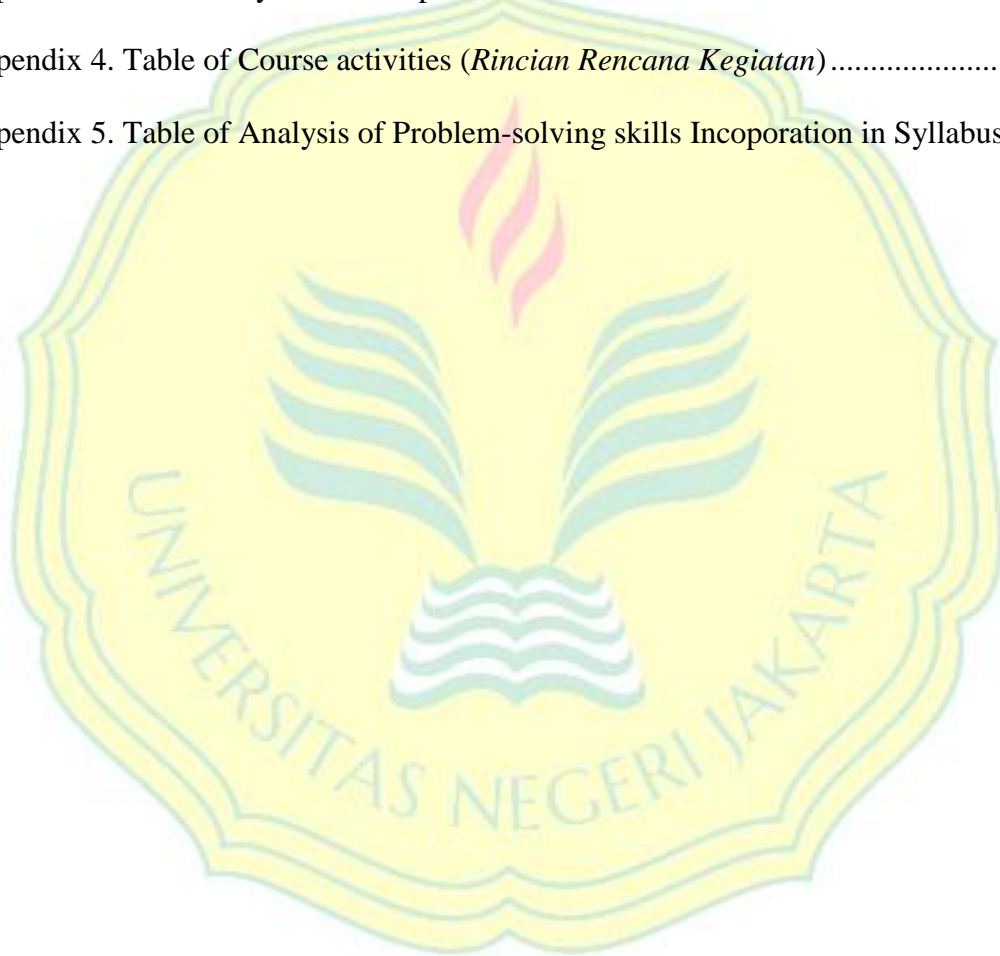 pendix 4. Table of Course activities (Rincian Rencana Kegiatan).....................
pendix 5. Table of Analysis of Problem-solving skills Incoporation in Syllabus
UNIVERSITAS NEGERI JAKARTA